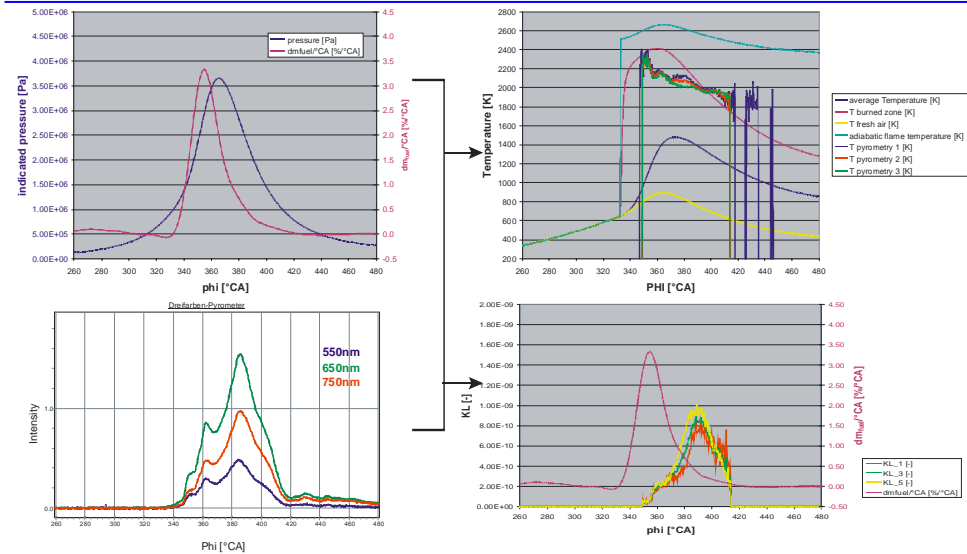 5.00E+06
4.50E+06
4.00E+06
3.50E+06
3.00E+06
2.50E+06
2.00E+06
1.50E+06
1.00E+06
5.00E+05
0.00E+00
indicated pressure [Pa]
4.5
4.0
3.5
3.0
2.5
2.0
1.5
1.0
0.5
0.0
-0.5
dmfuel/°CA [%/°CA]
pressure [Pa]
dmfuel/°CA [%/°CA]
260 280 300 320 340 360 380 400 420 440 460 480
phi [°CA]
2800
2600
2400
2200
2000
1800
1600
1400
1200
1000
800
600
400
200
Temperature [K]
260 280 300 320 340 360 380 400 420 440 460 480
PHI [°CA]
average Temperature [K]
T burned zone [K]
T fresh air [K]
adiabatic flame temperature [K]
T pyrometry 1 [K]
T pyrometry 2 [K]
T pyrometry 3 [K]
Dreifarben-Pyrometer
550nm
650nm
750nm
Intensity
1.0
0.0
260 280 300 320 340 360 380 400 420 440 460 480
Phi [°CA]
2.00E-09
1.80E-09
1.60E-09
1.40E-09
1.20E-09
1.00E-09
8.00E-10
6.00E-10
4.00E-10
2.00E-10
0.00E+00
KL [-]
4.50
4.00
3.50
3.00
2.50
2.00
1.50
1.00
0.50
0.00
-0.50
dmfuel/°CA [%/°CA]
260 280 300 320 340 360 380 400 420 440 460 480
phi [°CA]
KL_1 [-]
KL_3 [-]
KL_5 [-]
dmfuel/°CA [%/°CA]